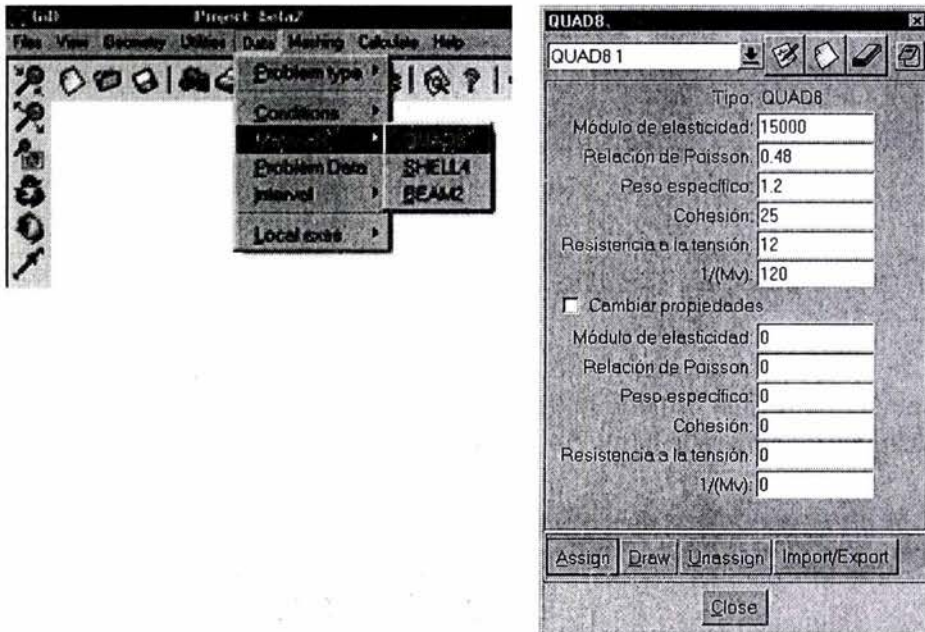 Project: beta2
Files View Geometry Utilities Data Meshing Calculate Help
Problem type
Conditions
Problem Data
Interval
Local axes
SHELL4
BEAM2
QUAD8
QUAD8 1
Tipo: QUAD8
Módulo de elasticidad: 15000
Relación de Poisson: 0.48
Peso específico: 1.2
Cohesión: 25
Resistencia a la tensión: 12
1/(Mv): 120
Cambiar propiedades
Módulo de elasticidad: 0
Relación de Poisson: 0
Peso específico: 0
Cohesión: 0
Resistencia a la tensión: 0
1/(Mv): 0
Assign Draw Unassign Import/Export
Close